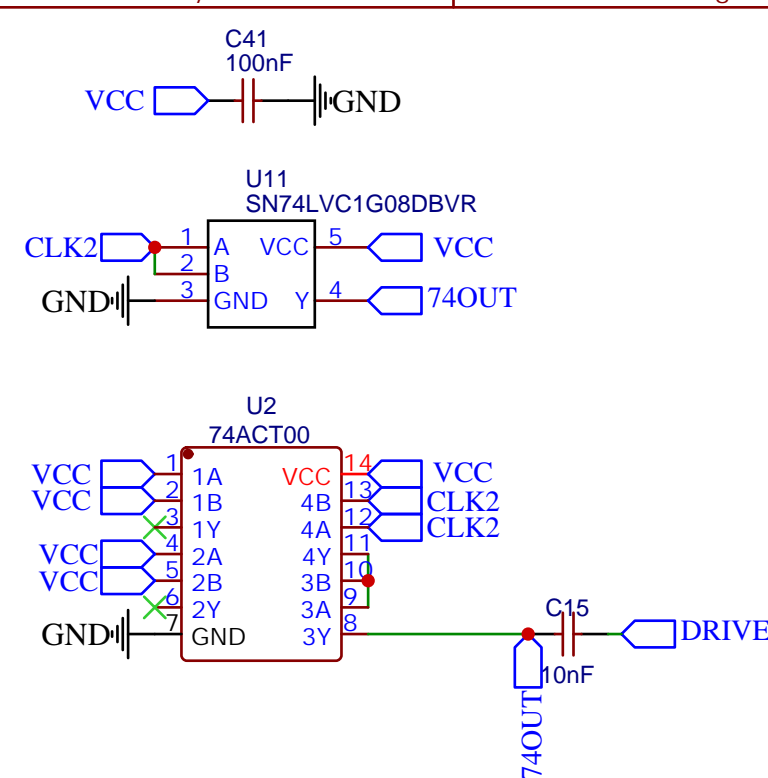 C41
100nF
VCC
GND
U11
SN74LVC1G08DBVR
CLK2 1 A VCC 5 VCC
2 B
GND 3 GND Y 4 74OUT
U2
74ACT00
VCC 1 1A VCC 14 VCC
VCC 2 1B 4B 13 CLK2
3 1Y 4A 12 CLK2
VCC 4 2A 4Y 11
VCC 5 2B 3B 10
6 2Y 3A 9
GND 7 GND 3Y 8
C15
DRIVE
10nF
74OUT